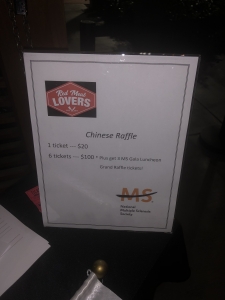 Red Meat
LOVERS
Chinese Raffle
1 ticket --- $20
6 tickets --- $100 * Plus get 4 MS Gala Luncheon
Grand Raffle tickets!
MS
National
Multiple Sclerosis
Society